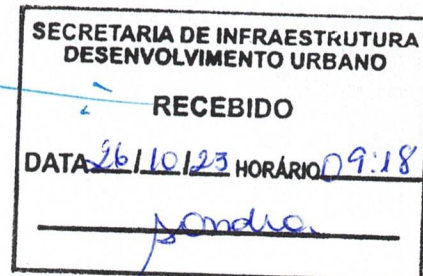 SECRETARIA DE INFRAESTRUTURA
DESENVOLVIMENTO URBANO
RECEBIDO
DATA 26/10/23 HORÁRIO 09:18
Sandra